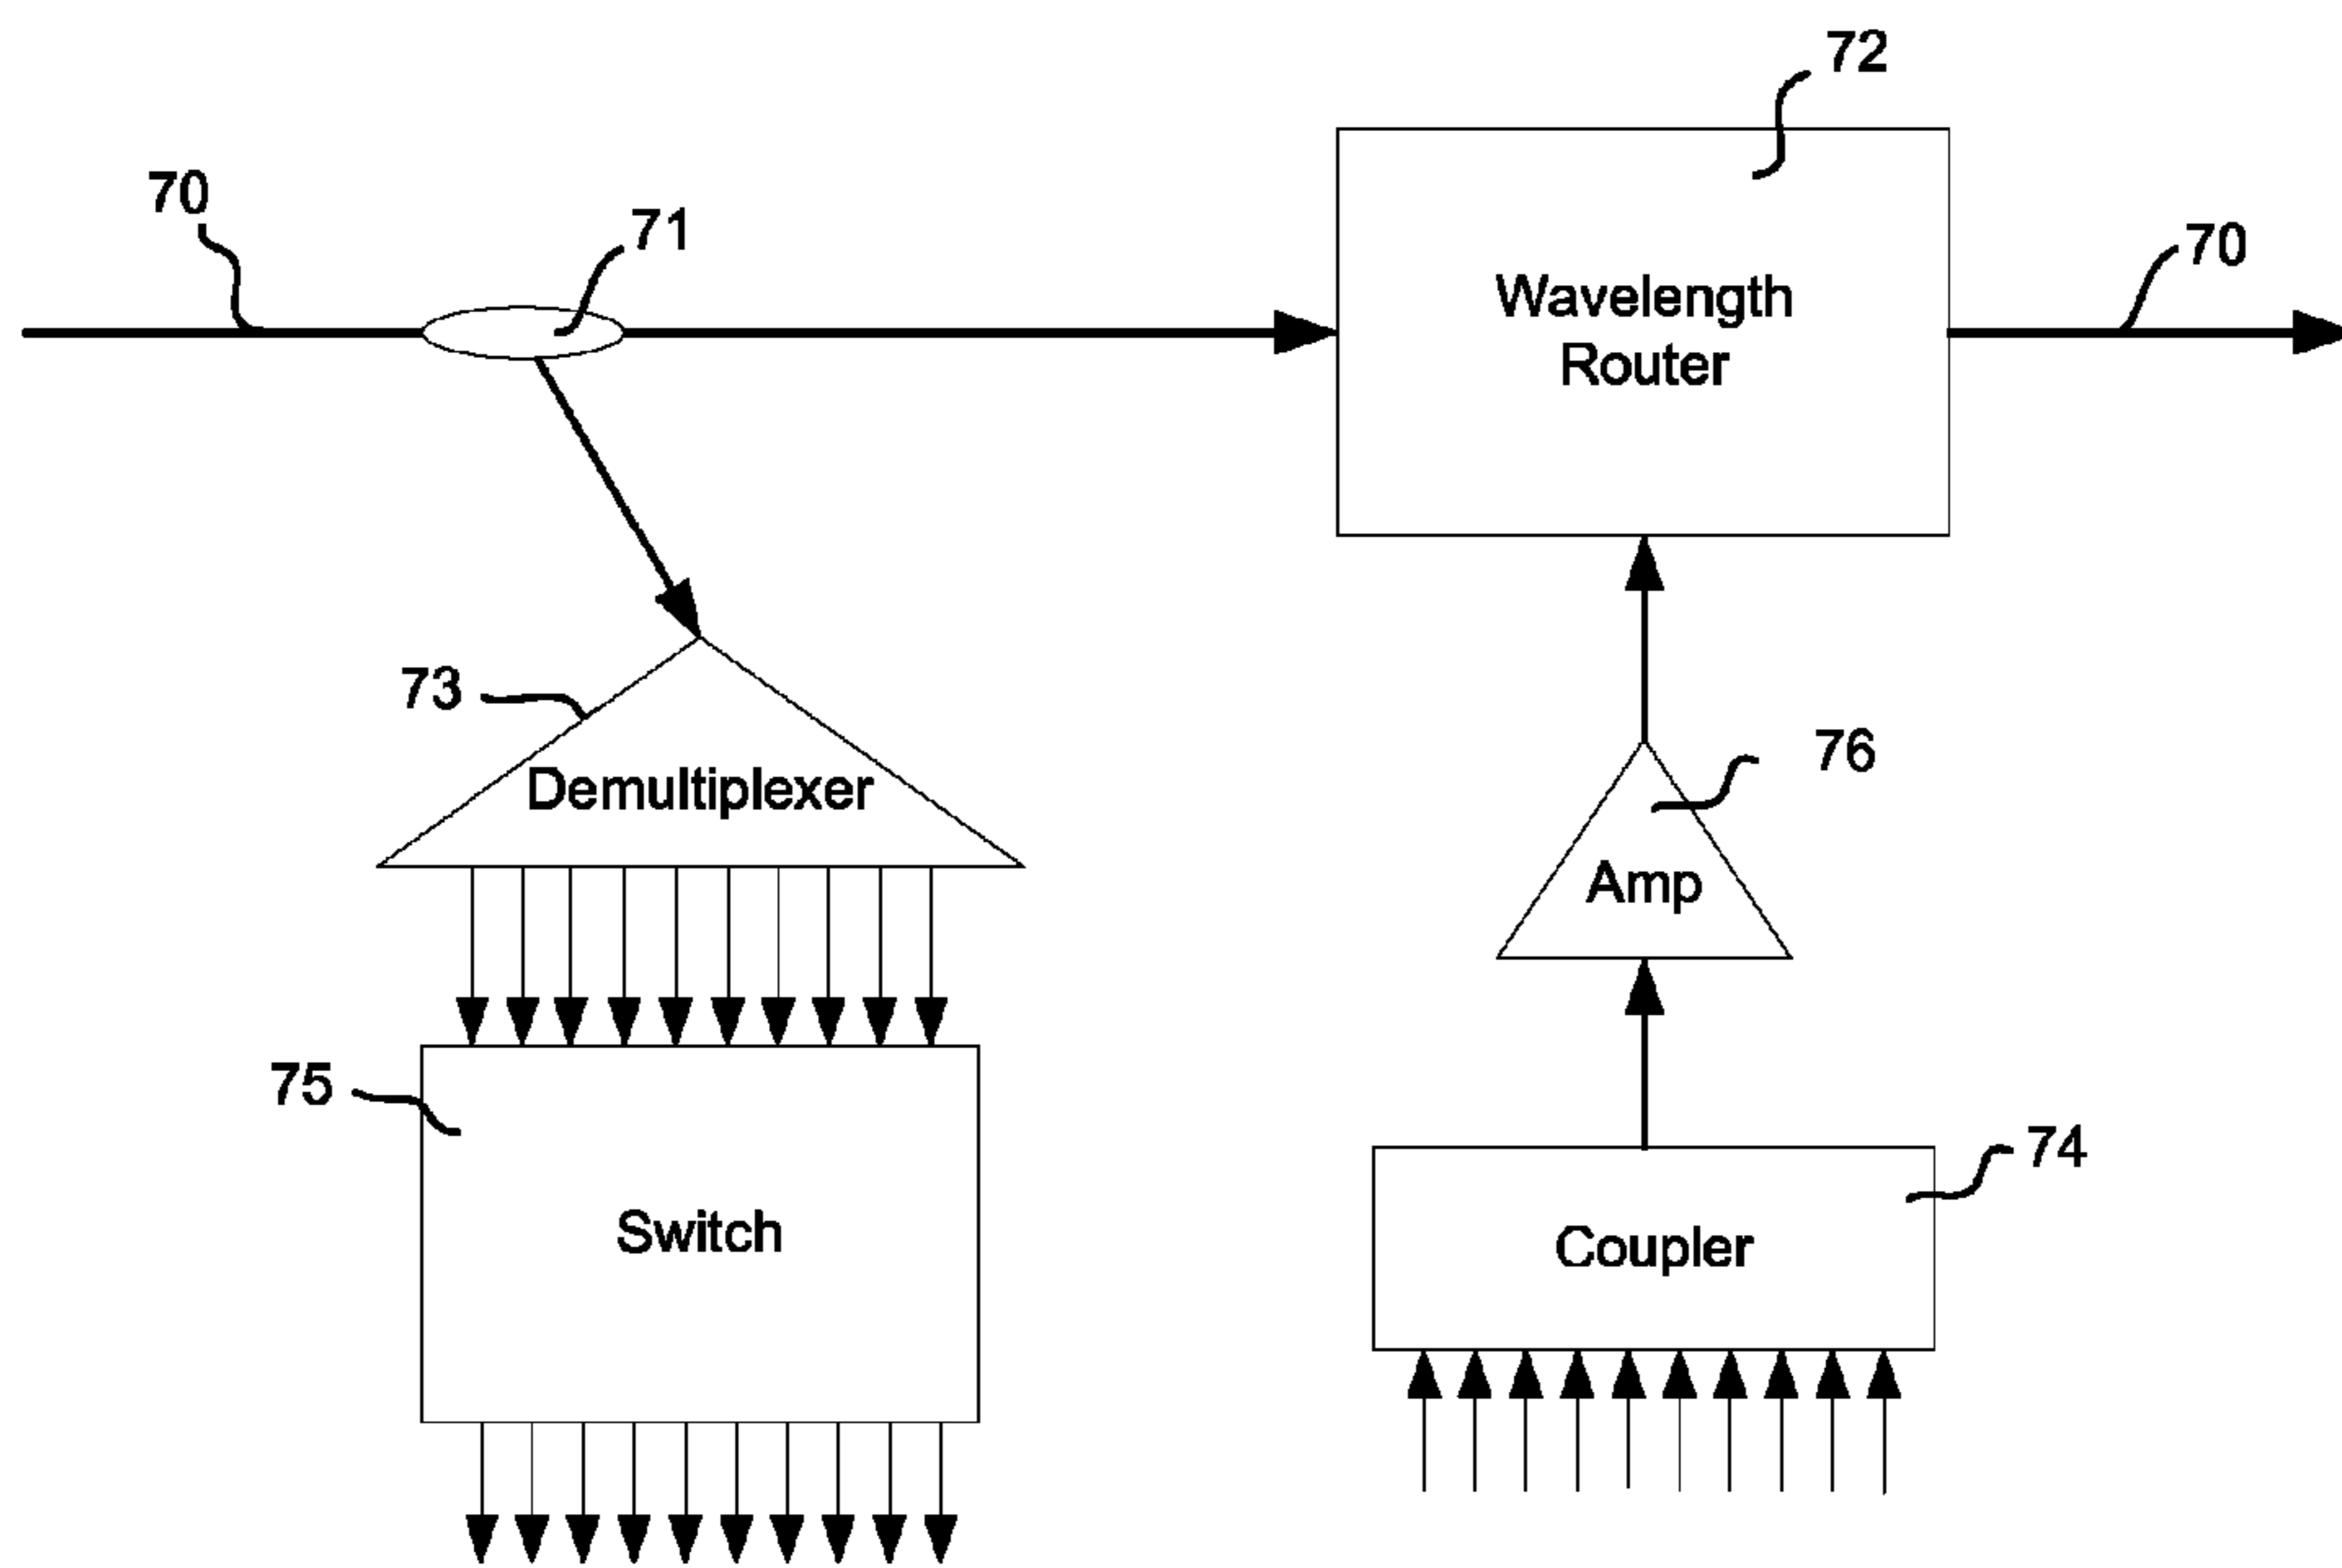 72
70
71
70
Wavelength
Router
73
76
Demultiplexer
Amp
75
74
Switch
Coupler